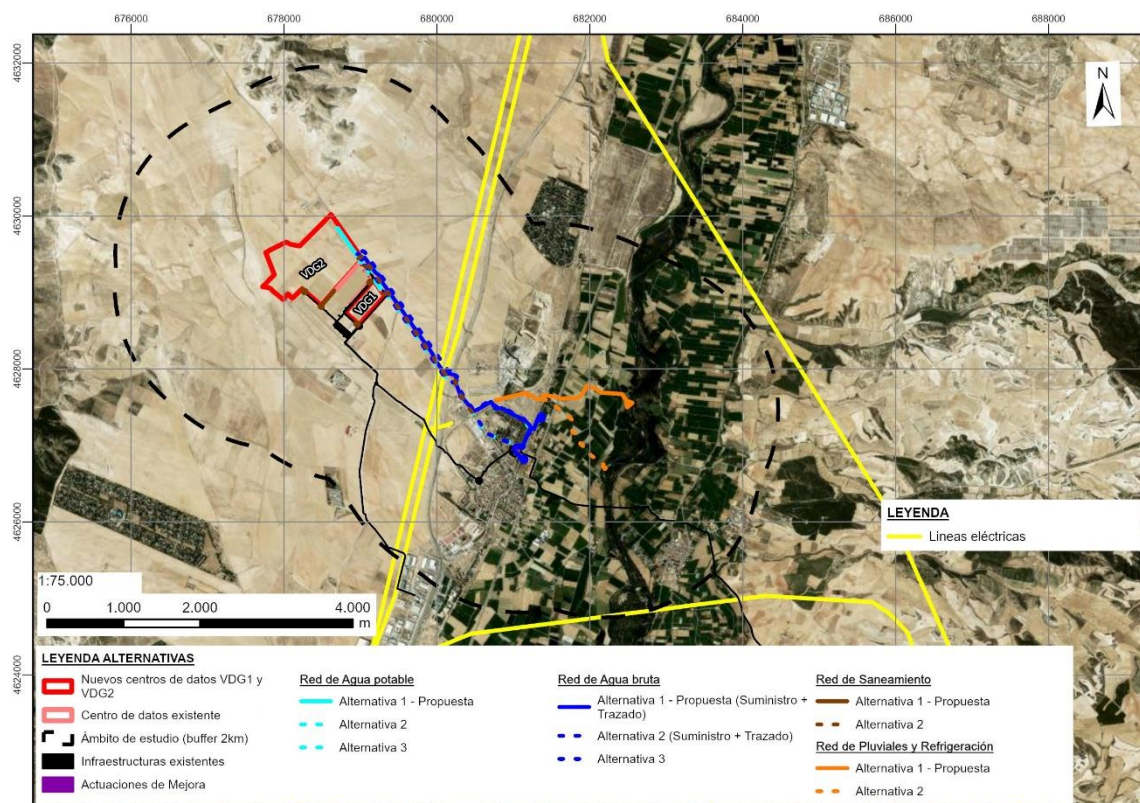 676000 678000 680000 682000 684000 686000 688000
4632000
N
4630000
VDG2
VDG1
4628000
4626000
LEYENDA
Lineas eléctricas
1:75.000
0 1.000 2.000 4.000
m
4624000
LEYENDA ALTERNATIVAS
Nuevos centros de datos VDG1 y
VDG2
Centro de datos existente
Ámbito de estudio (buffer 2km)
Infraestructuras existentes
Actuaciones de Mejora
Red de Agua potable
Alternativa 1 - Propuesta
Alternativa 2
Alternativa 3
Red de Agua bruta
Alternativa 1 - Propuesta (Suministro +
Trazado)
Alternativa 2 (Suministro + Trazado)
Alternativa 3
Red de Saneamiento
Alternativa 1 - Propuesta
Alternativa 2
Red de Pluviales y Refrigeración
Alternativa 1 - Propuesta
Alternativa 2